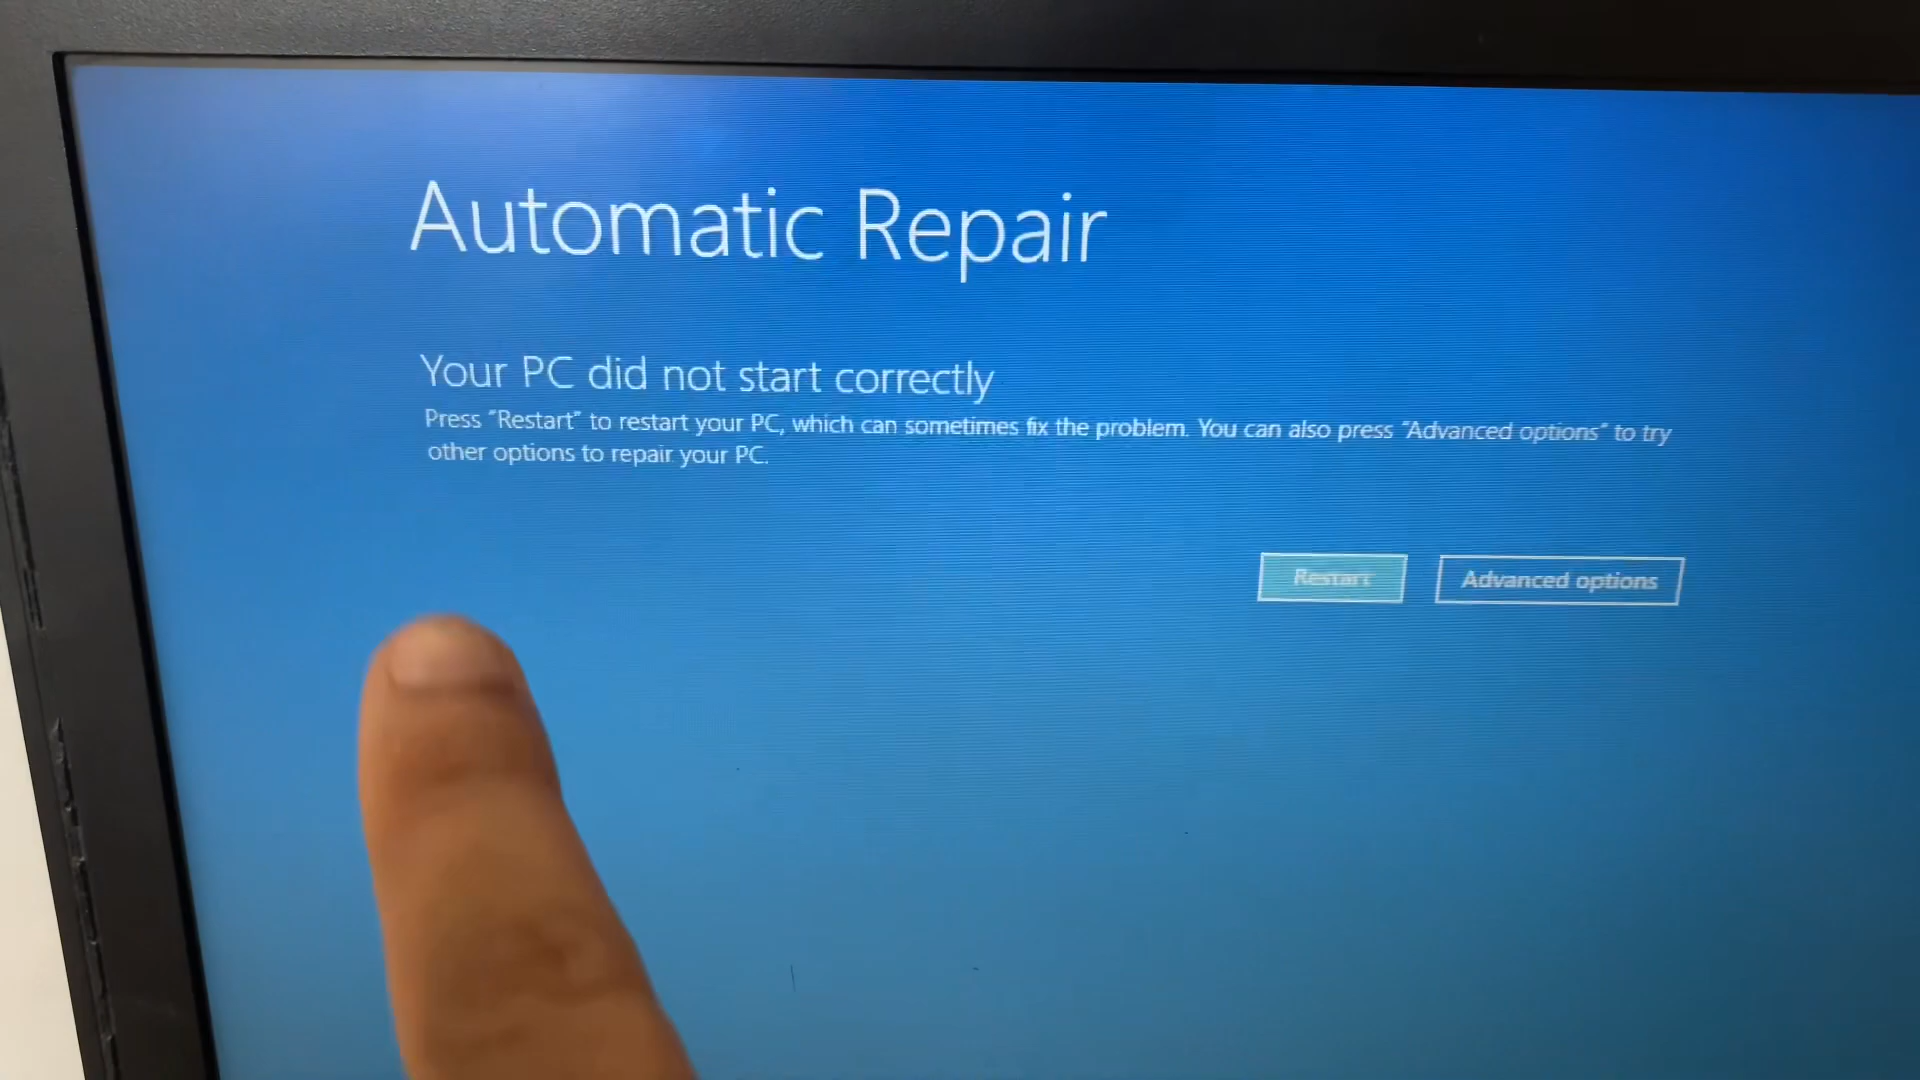 Automatic Repair
Your PC did not start correctly
Press "Restart" to restart your PC, which can sometimes fix the problem. You can also press "Advanced options" to try
other options to repair your PC.
Restart
Advanced options